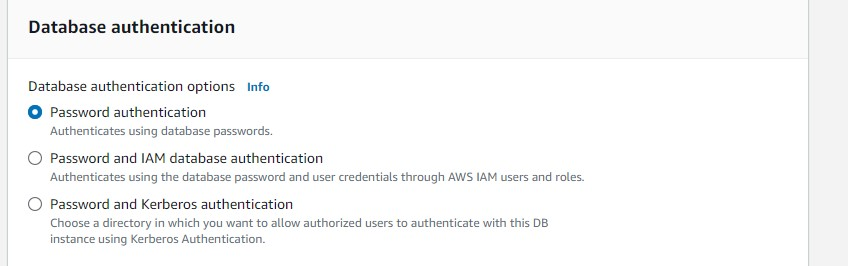 Database authentication
Database authentication options Info
Password authentication
Authenticates using database passwords.
Password and IAM database authentication
Authenticates using the database password and user credentials through AWS IAM users and roles.
Password and Kerberos authentication
Choose a directory in which you want to allow authorized users to authenticate with this DB
instance using Kerberos Authentication.